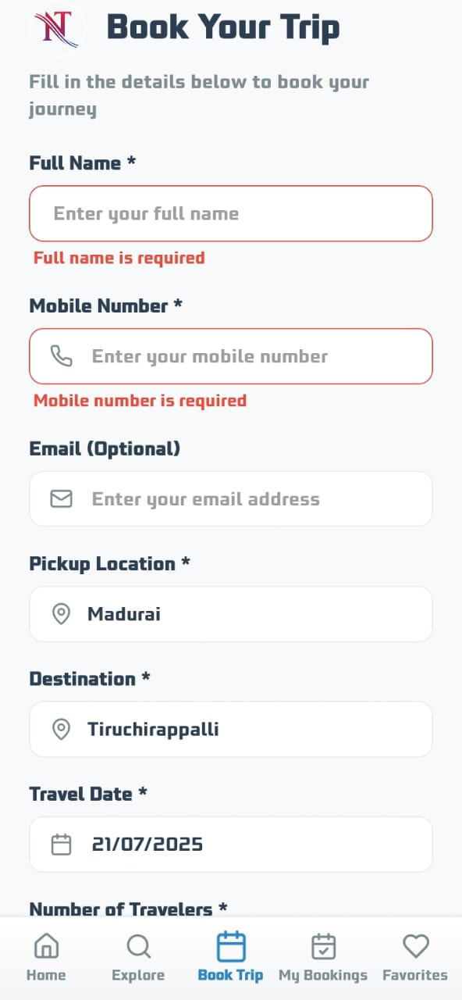 NT
Book Your Trip
Fill in the details below to book your
journey
Full Name *
Enter your full name
Full name is required
Mobile Number *
Enter your mobile number
Mobile number is required
Email (Optional)
Enter your email address
Pickup Location *
Madurai
Destination *
Tiruchirappalli
Travel Date *
21/07/2025
Number of Travelers *
Home
Explore
Book Trip
My Bookings
Favorites